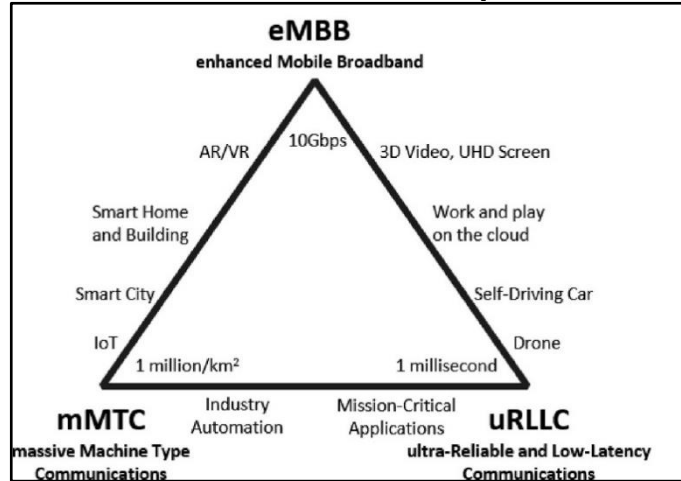 eMBB
enhanced Mobile Broadband
10Gbps
AR/VR
3D Video, UHD Screen
Smart Home
and Building
Work and play
on the cloud
Smart City
Self-Driving Car
IoT
Drone
1 million/km²
1 millisecond
mMTC
massive Machine Type
Communications
Industry
Automation
Mission-Critical
Applications
uRLLC
ultra-Reliable and Low-Latency
Communications